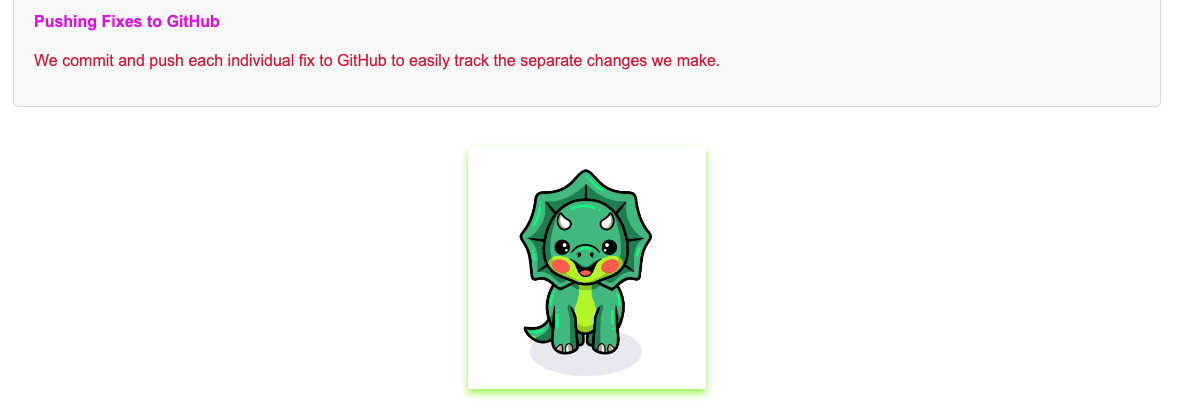 Pushing Fixes to GitHub
We commit and push each individual fix to GitHub to easily track the separate changes we make.